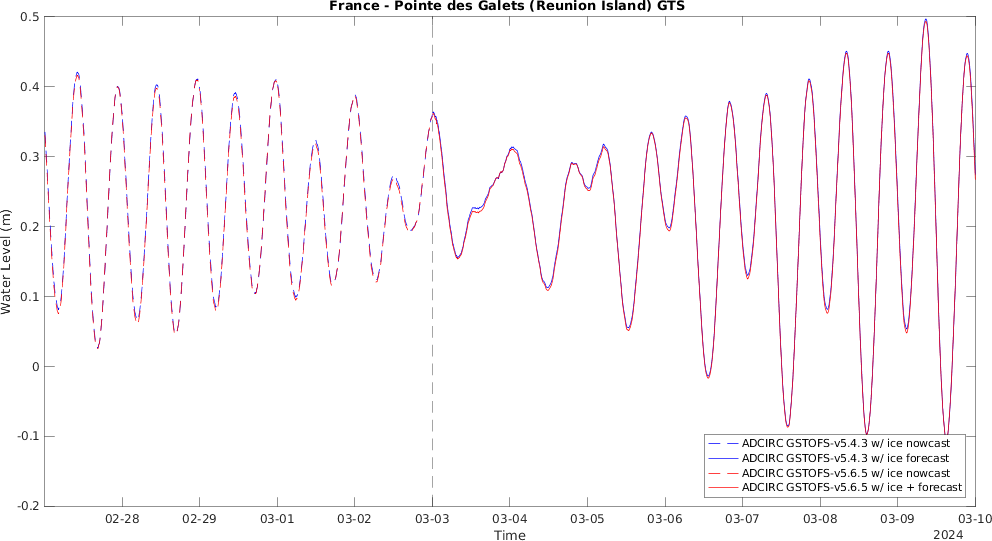 France - Pointe des Galets (Reunion Island) GTS
0.5
0.4
0.3
0.2
0.1
0
-0.1
-0.2
Water Level (m)
02-28 02-29 03-01 03-02 03-03 03-04 03-05 03-06 03-07 03-08 03-09 03-10
Time
2024
ADCIRC GSTOFS-v5.4.3 w/ ice nowcast
ADCIRC GSTOFS-v5.4.3 w/ ice forecast
ADCIRC GSTOFS-v5.6.5 w/ ice nowcast
ADCIRC GSTOFS-v5.6.5 w/ ice + forecast